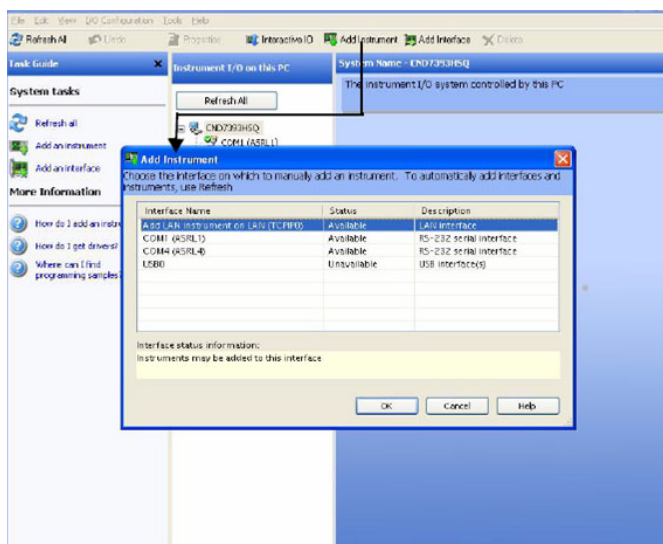 File Edit View I/O Configuration Tools Help
Refresh All Undo Properties Interactive IO Add Instrument Add Interface Delete
Task Guide
Instrument I/O on this PC
System Name - CND7393HSQ
The instrument I/O system controlled by this PC
System tasks
Refresh All
Refresh all
CND7393HSQ
COM1 (ASRL1)
Add an instrument
Add an interface
More Information
How do I add an instru
How do I get drivers?
Where can I find
programming samples?
Add Instrument
Choose the interface on which to manually add an instrument. To automatically add interfaces and
instruments, use Refresh
Interface Name Status Description
Add LAN instrument on LAN (TCPIP0) Available LAN interface
COM1 (ASRL1) Available RS-232 serial interface
COM4 (ASRL4) Available RS-232 serial interface
USB0 Unavailable USB interface(s)
Interface status information:
Instruments may be added to this interface
OK Cancel Help